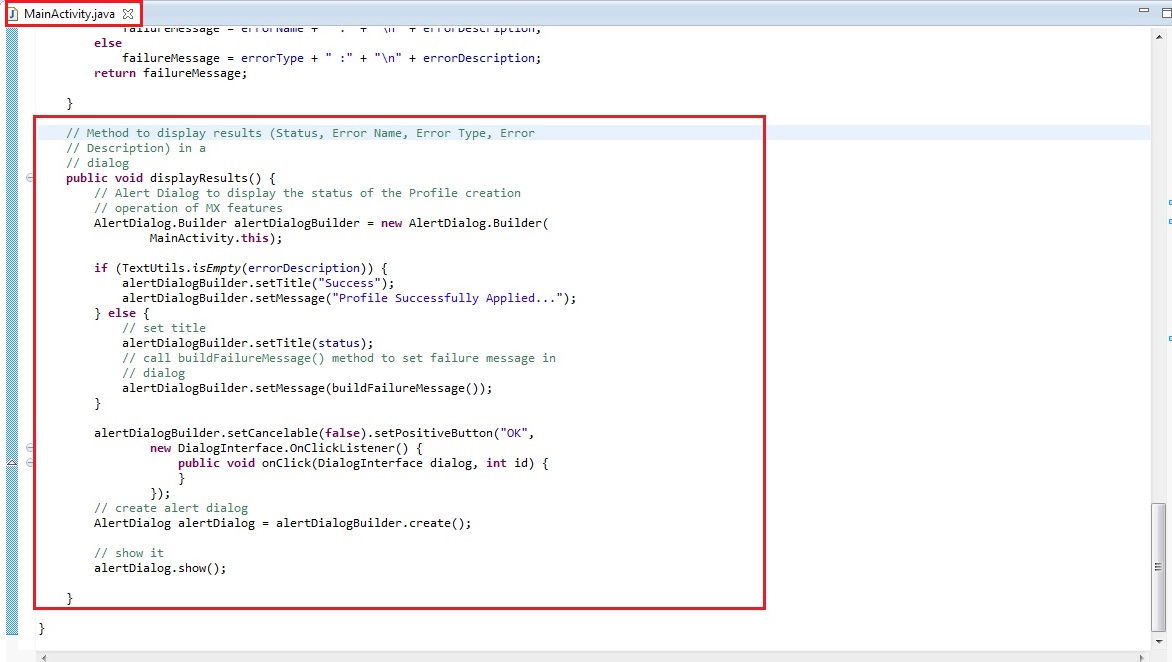 MainActivity.java
failureMessage = errorName + " :" + "\n" + errorDescription;
else
failureMessage = errorType + " :" + "\n" + errorDescription;
return failureMessage;
}
// Method to display results (Status, Error Name, Error Type, Error
// Description) in a
// dialog
public void displayResults() {
// Alert Dialog to display the status of the Profile creation
// operation of MX features
AlertDialog.Builder alertDialogBuilder = new AlertDialog.Builder(
MainActivity.this);
if (TextUtils.isEmpty(errorDescription)) {
alertDialogBuilder.setTitle("Success");
alertDialogBuilder.setMessage("Profile Successfully Applied...");
} else {
// set title
alertDialogBuilder.setTitle(status);
// call buildFailureMessage() method to set failure message in
// dialog
alertDialogBuilder.setMessage(buildFailureMessage());
}
alertDialogBuilder.setCancelable(false).setPositiveButton("OK",
new DialogInterface.OnClickListener() {
public void onClick(DialogInterface dialog, int id) {
}
});
// create alert dialog
AlertDialog alertDialog = alertDialogBuilder.create();
// show it
alertDialog.show();
}
}